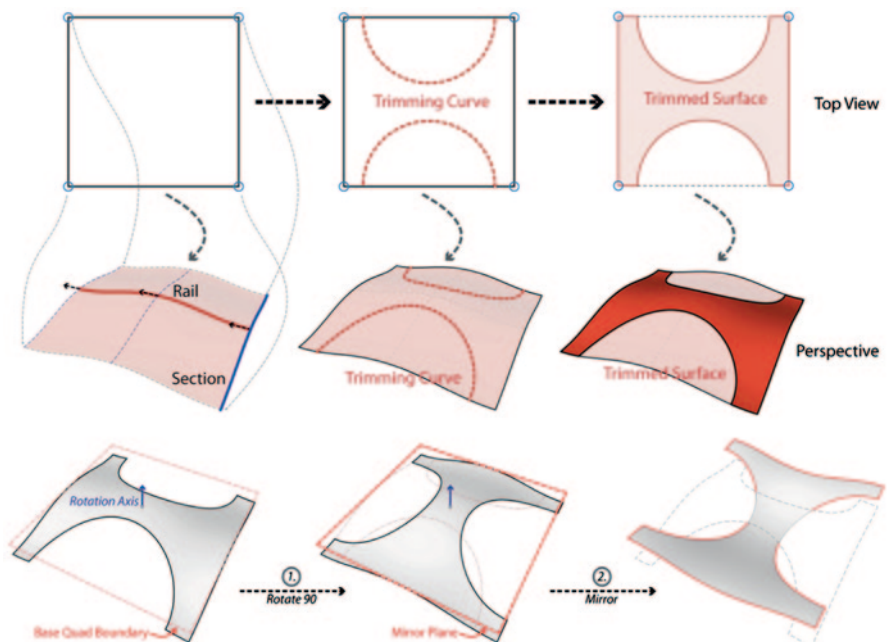 Trimming Curve
Trimmed Surface
Top View
Rail
Section
Trimming Curve
Trimmed Surface
Perspective
Rotation Axis
1.
Rotate 90
2.
Mirror
Base Quad Boundary
Mirror Plane